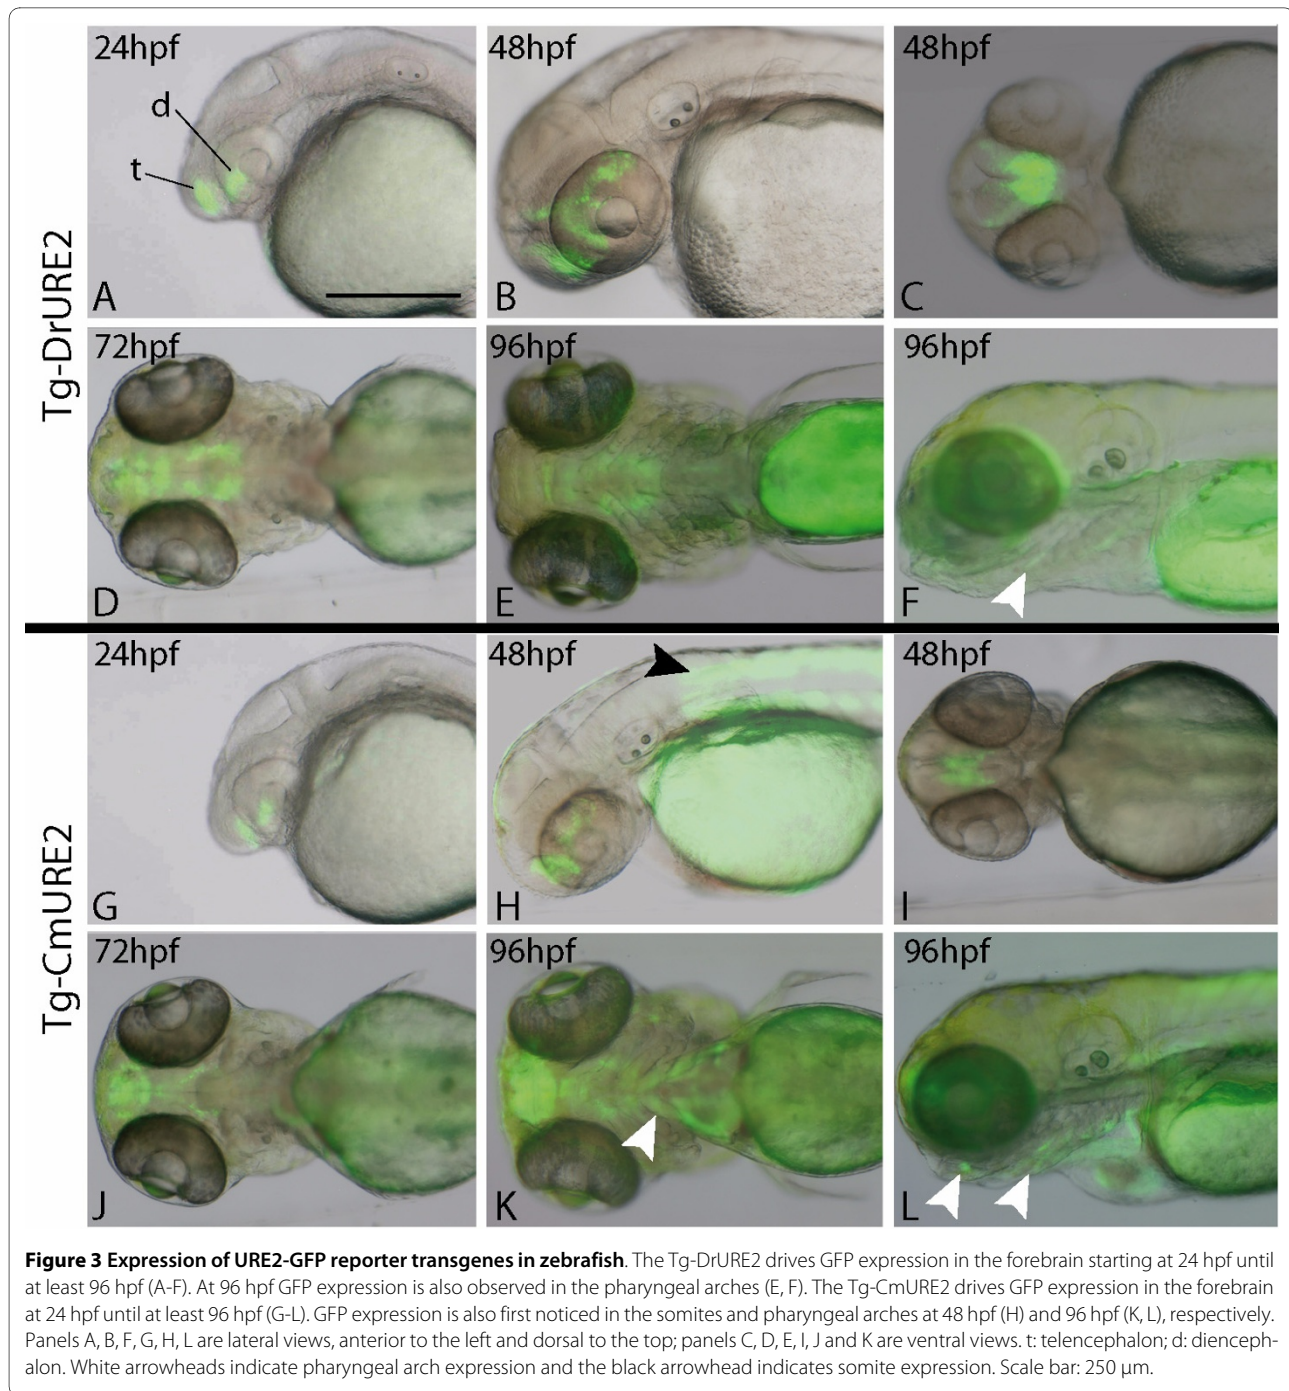 Tg-DrURE2
24hpf
d
t
A
48hpf
B
48hpf
C
72hpf
D
96hpf
E
96hpf
F
Tg-CmURE2
24hpf
G
48hpf
H
48hpf
I
72hpf
J
96hpf
K
96hpf
L
Figure 3 Expression of URE2-GFP reporter transgenes in zebrafish. The Tg-DrURE2 drives GFP expression in the forebrain starting at 24 hpf until
at least 96 hpf (A-F). At 96 hpf GFP expression is also observed in the pharyngeal arches (E, F). The Tg-CmURE2 drives GFP expression in the forebrain
at 24 hpf until at least 96 hpf (G-L). GFP expression is also first noticed in the somites and pharyngeal arches at 48 hpf (H) and 96 hpf (K, L), respectively.
Panels A, B, F, G, H, L are lateral views, anterior to the left and dorsal to the top; panels C, D, E, I, J and K are ventral views. t: telencephalon; d: dienceph-
alon. White arrowheads indicate pharyngeal arch expression and the black arrowhead indicates somite expression. Scale bar: 250 μm.